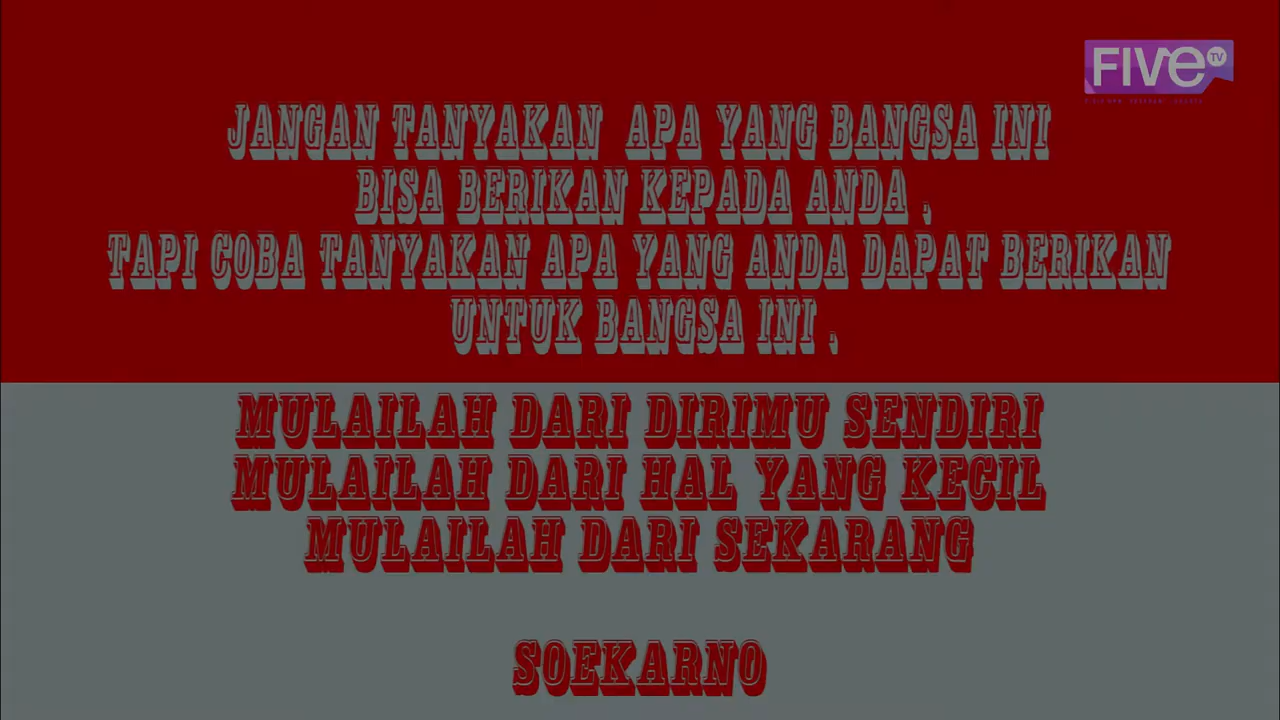 FIVE TV
JANGAN TANYAKAN APA YANG BANGSA INI
BISA BERIKAN KEPADA ANDA ,
TAPI COBA TANYAKAN APA YANG ANDA DAPAT BERIKAN
UNTUK BANGSA INI .
MULAILAH DARI DIRIMU SENDIRI
MULAILAH DARI HAL YANG KECIL
MULAILAH DARI SEKARANG
SOEKARNO